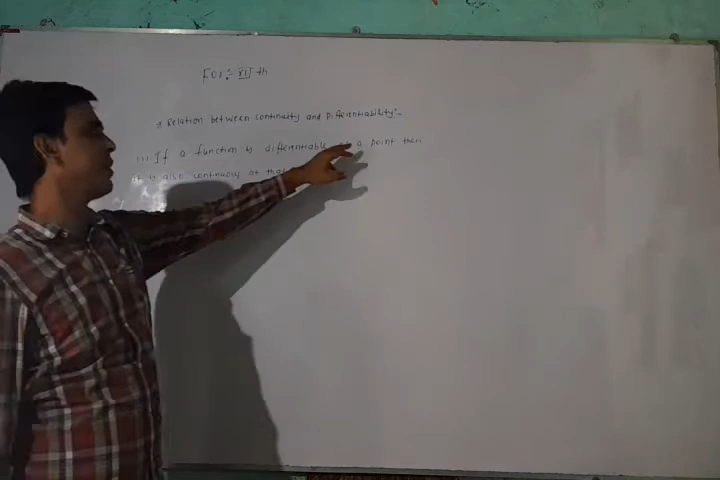 For:- XII th
* Relation between continuity and Differentiability:-
(1). If a function is differentiable a point then
it is also continuous at that